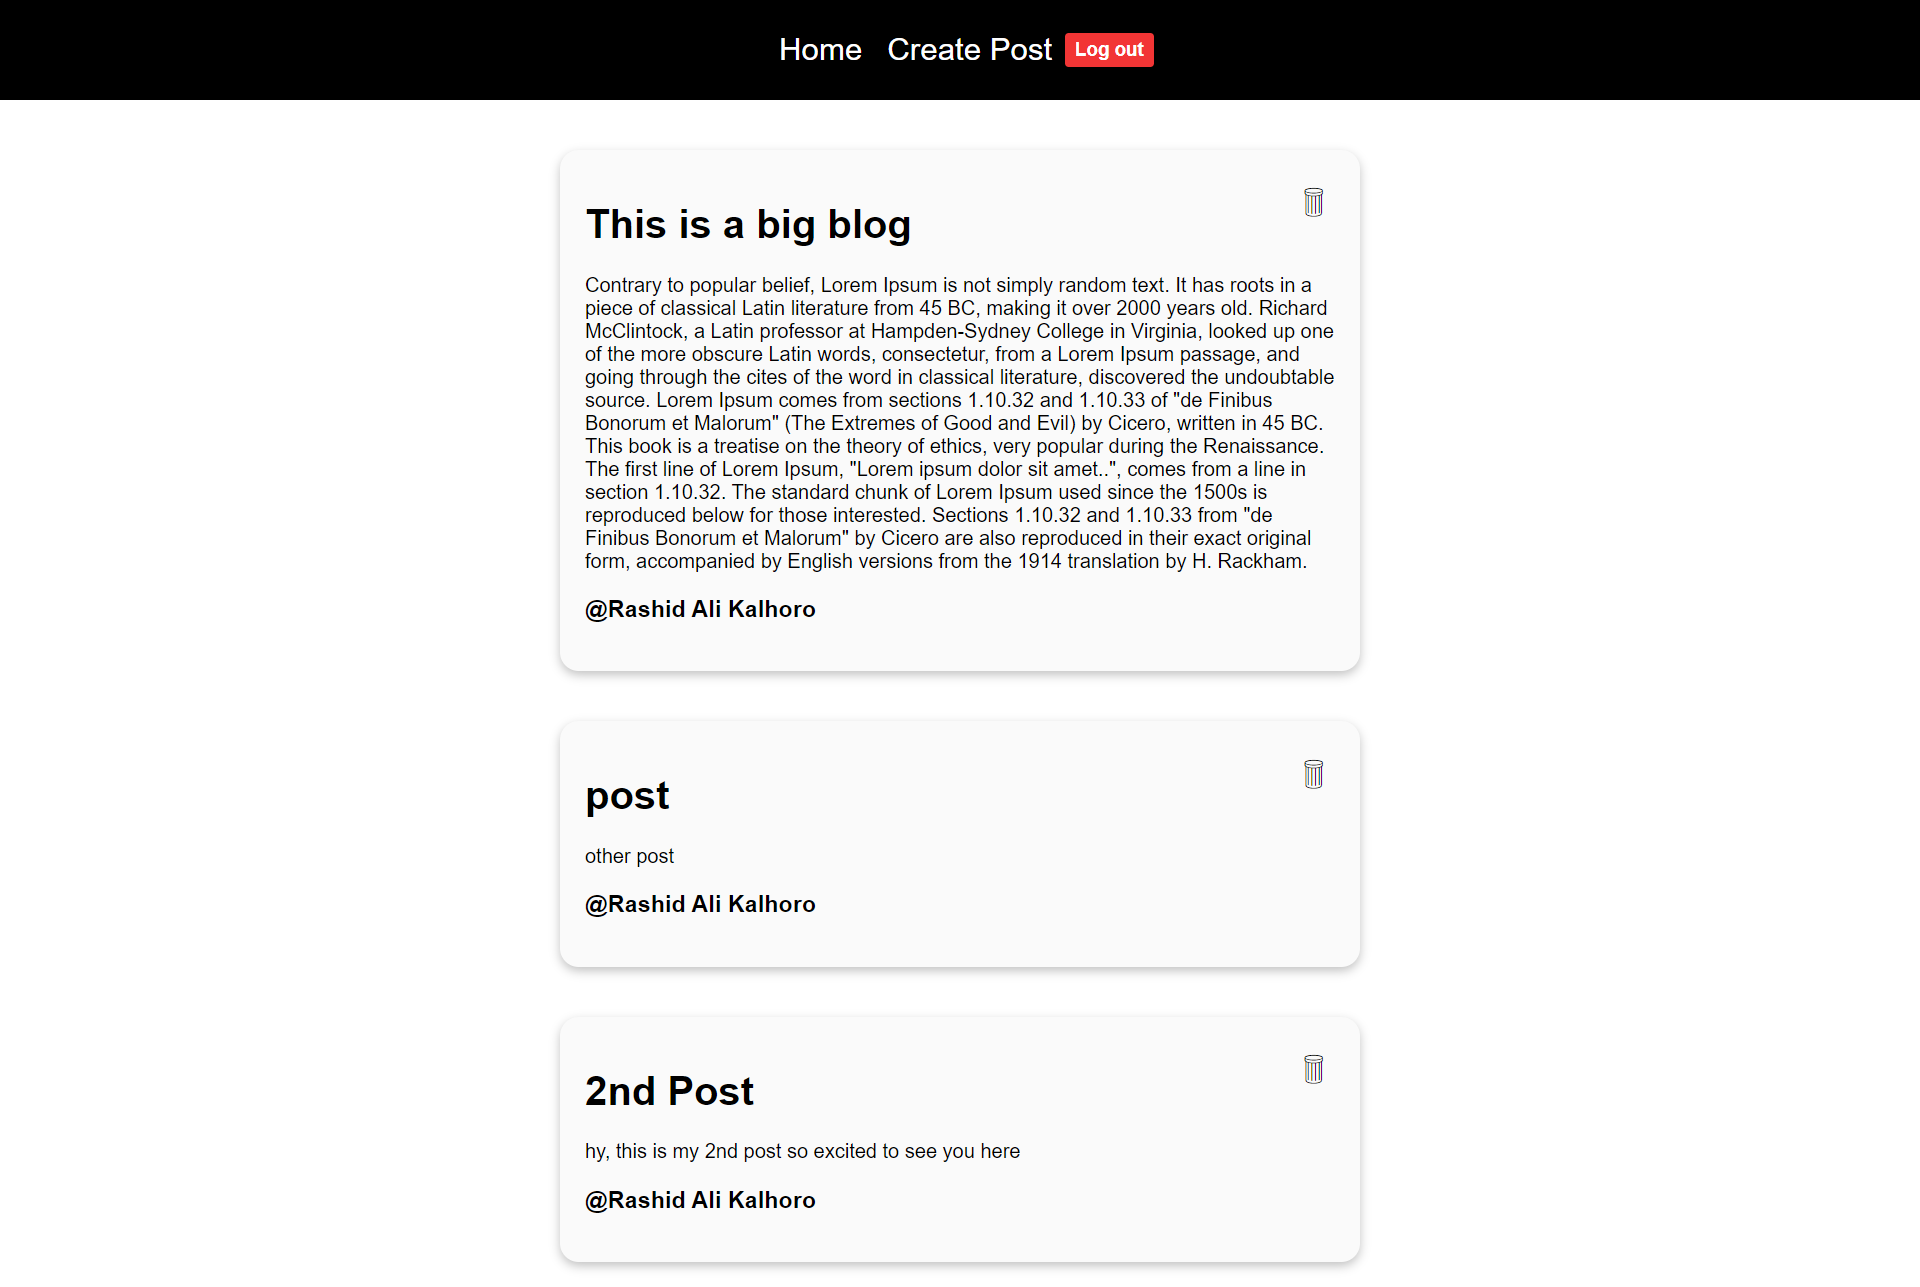 Home Create Post Log out
This is a big blog
Contrary to popular belief, Lorem Ipsum is not simply random text. It has roots in a
piece of classical Latin literature from 45 BC, making it over 2000 years old. Richard
McClintock, a Latin professor at Hampden-Sydney College in Virginia, looked up one
of the more obscure Latin words, consectetur, from a Lorem Ipsum passage, and
going through the cites of the word in classical literature, discovered the undoubtable
source. Lorem Ipsum comes from sections 1.10.32 and 1.10.33 of "de Finibus
Bonorum et Malorum" (The Extremes of Good and Evil) by Cicero, written in 45 BC.
This book is a treatise on the theory of ethics, very popular during the Renaissance.
The first line of Lorem Ipsum, "Lorem ipsum dolor sit amet..", comes from a line in
section 1.10.32. The standard chunk of Lorem Ipsum used since the 1500s is
reproduced below for those interested. Sections 1.10.32 and 1.10.33 from "de
Finibus Bonorum et Malorum" by Cicero are also reproduced in their exact original
form, accompanied by English versions from the 1914 translation by H. Rackham.
@Rashid Ali Kalhoro
post
other post
@Rashid Ali Kalhoro
2nd Post
hy, this is my 2nd post so excited to see you here
@Rashid Ali Kalhoro